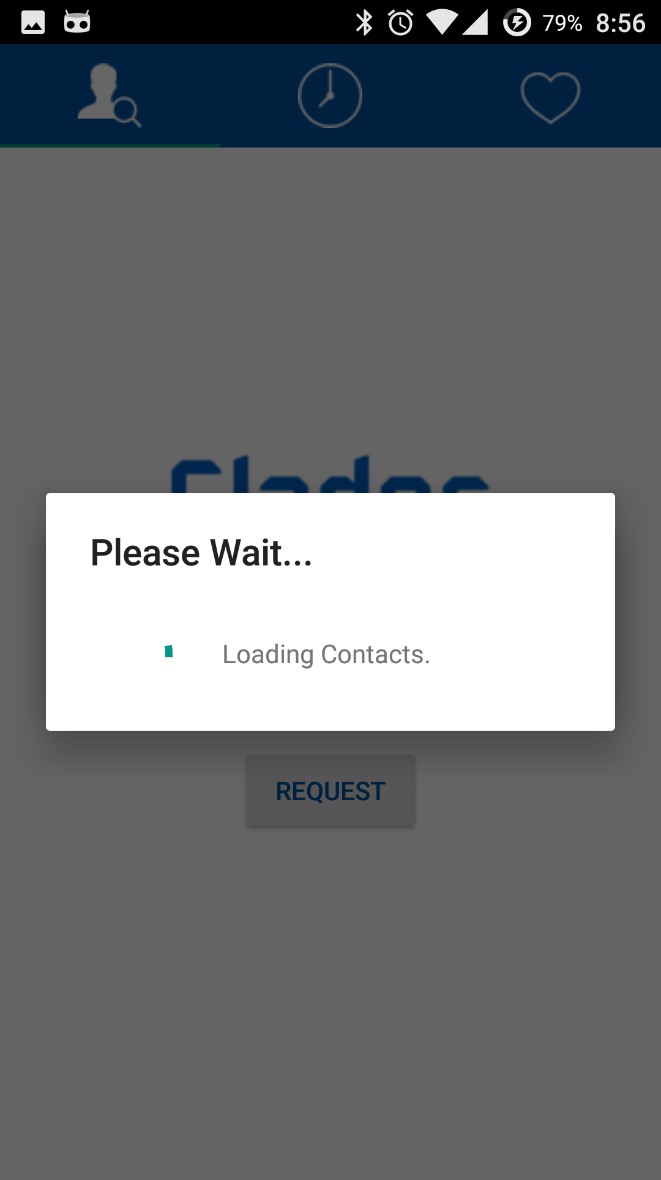 79% 8:56
Please Wait...
Loading Contacts.
REQUEST